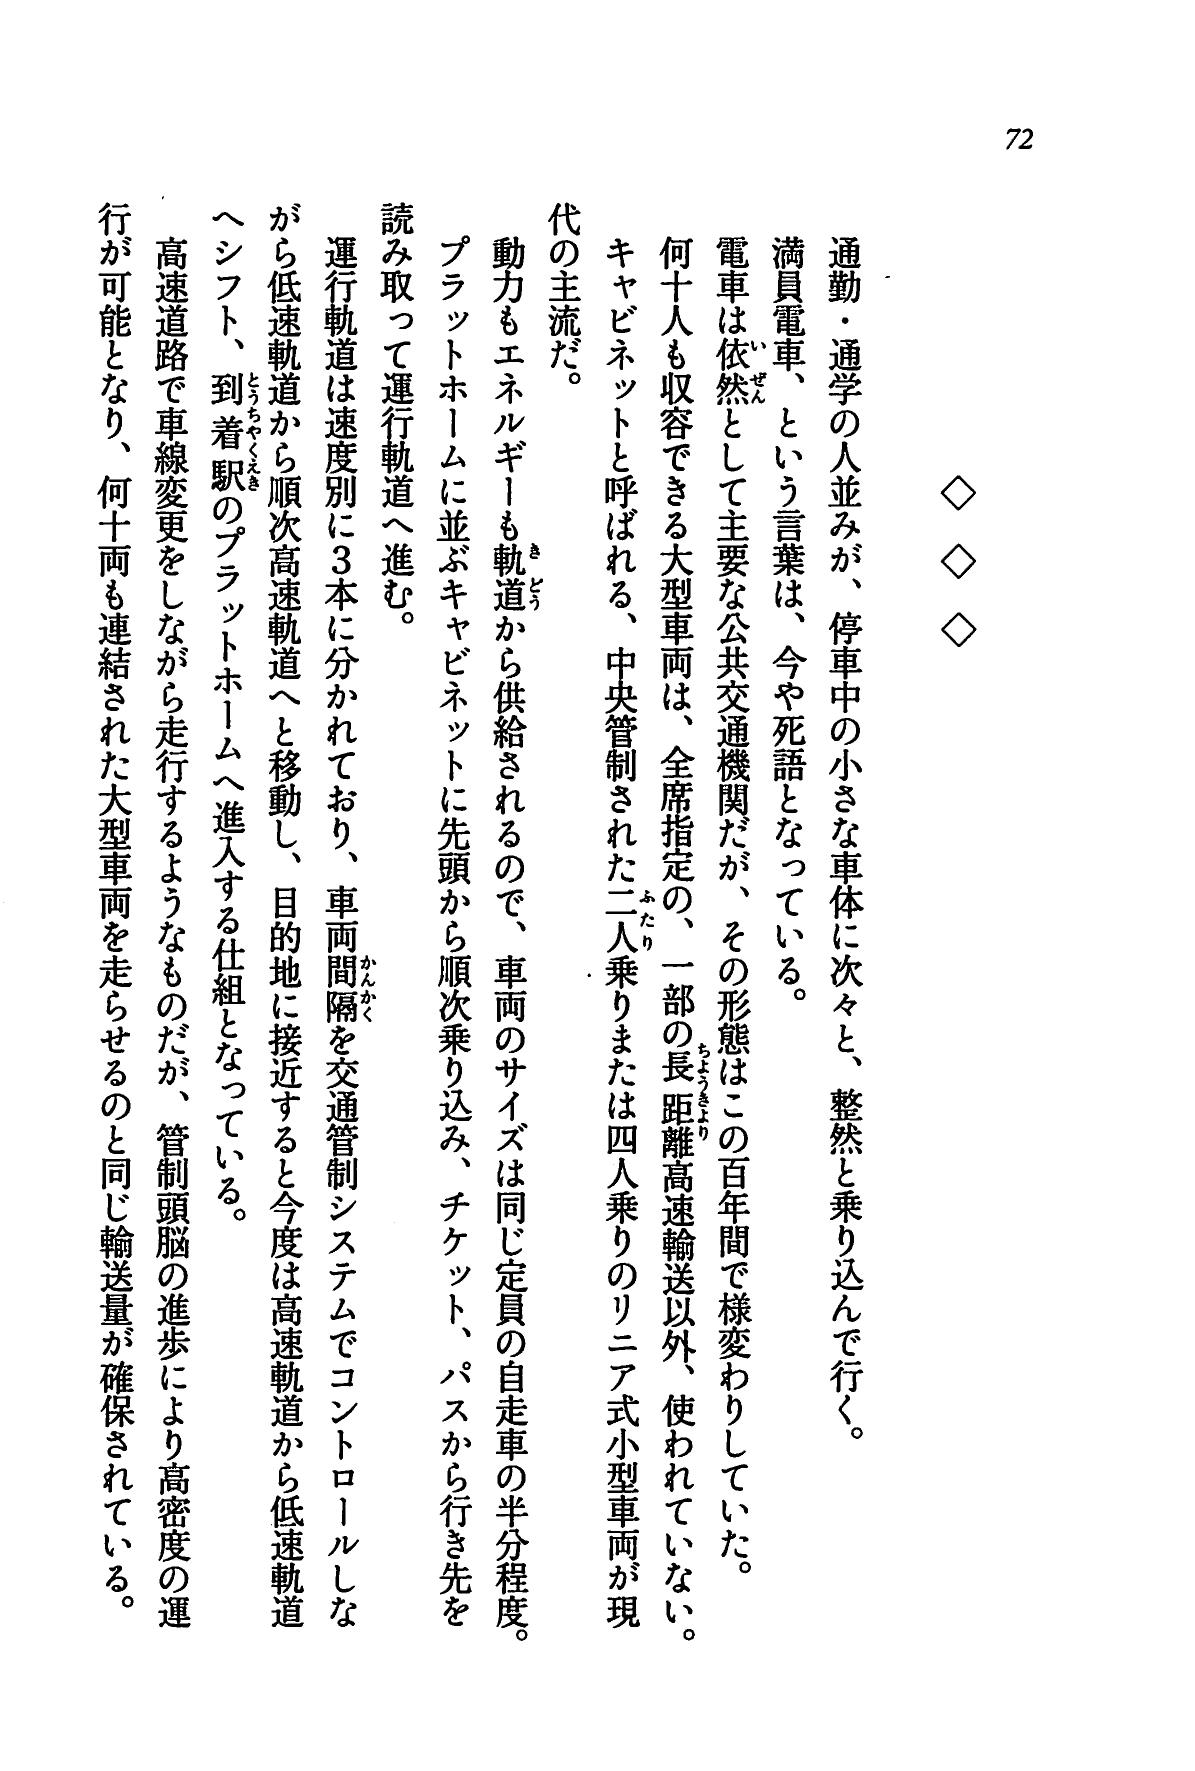 72
◇ ◇ ◇
通勤・通学の人並みが、停車中の小さな車体に次々と、整然と乗り込んで行く。
満員電車、という言葉は、今や死語となっている。
電車は依然として主要な公共交通機関だが、その形態はこの百年間で様変わりしていた。
何十人も収容できる大型車両は、全席指定の、一部の長距離高速輸送以外、使われていない。
キャビネットと呼ばれる、中央管制された二人乗りまたは四人乗りのリニア式小型車両が現
代の主流だ。
動力もエネルギーも軌道から供給されるので、車両のサイズは同じ定員の自走車の半分程度。
プラットホームに並ぶキャビネットに先頭から順次乗り込み、チケット、パスから行き先を
読み取って運行軌道へ進む。
運行軌道は速度別に3本に分かれており、車両間隔を交通管制システムでコントロールしな
がら低速軌道から順次高速軌道へと移動し、目的地に接近すると今度は高速軌道から低速軌道
へシフト、到着駅のプラットホームへ進入する仕組となっている。
高速道路で車線変更をしながら走行するようなものだが、管制頭脳の進歩により高密度の運
行が可能となり、何十両も連結された大型車両を走らせるのと同じ輸送量が確保されている。